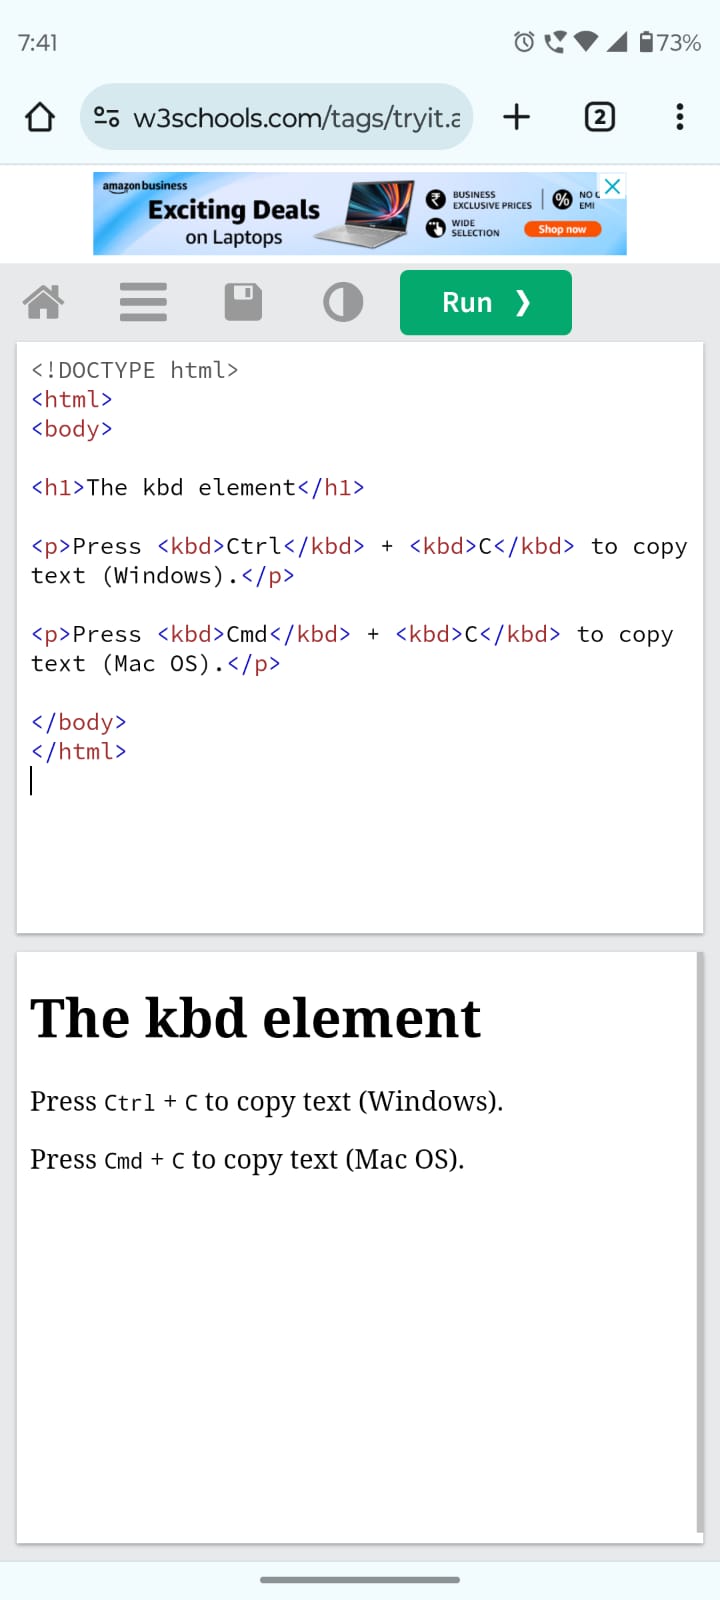 7:41
73%
w3schools.com/tags/tryit.a
2
amazon business
Exciting Deals
on Laptops
BUSINESS
EXCLUSIVE PRICES
WIDE
SELECTION
%
NO C
EMI
Shop now
Run ❯
<!DOCTYPE html>
<html>
<body>
<h1>The kbd element</h1>
<p>Press <kbd>Ctrl</kbd> + <kbd>C</kbd> to copy
text (Windows).</p>
<p>Press <kbd>Cmd</kbd> + <kbd>C</kbd> to copy
text (Mac OS).</p>
</body>
</html>
The kbd element
Press Ctrl + C to copy text (Windows).
Press Cmd + C to copy text (Mac OS).